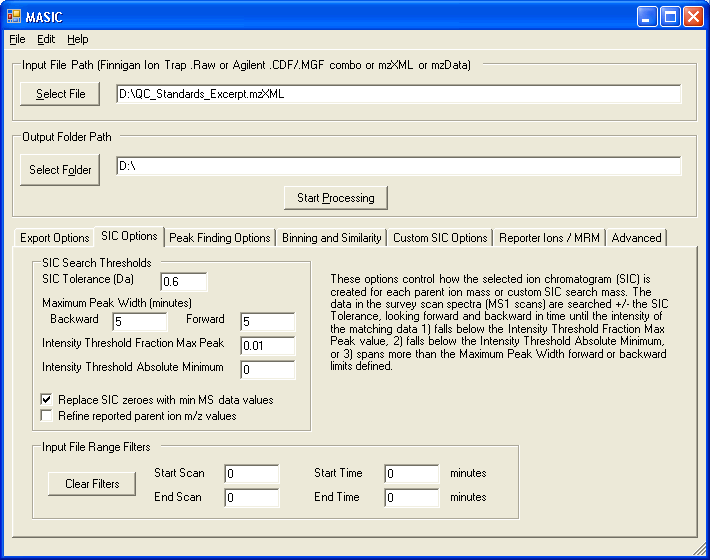 MASIC
File Edit Help
Input File Path (Finnigan Ion Trap .Raw or Agilent .CDF/.MGF combo or mzXML or mzData)
Select File D:\QC_Standards_Excerpt.mzXML
Output Folder Path
Select Folder D:\
Start Processing
Export Options SIC Options Peak Finding Options Binning and Similarity Custom SIC Options Reporter Ions / MRM Advanced
SIC Search Thresholds
SIC Tolerance (Da) 0.6
Maximum Peak Width (minutes)
Backward 5 Forward 5
Intensity Threshold Fraction Max Peak 0.01
Intensity Threshold Absolute Minimum 0
Replace SIC zeroes with min MS data values
Refine reported parent ion m/z values
These options control how the selected ion chromatogram (SIC) is
created for each parent ion mass or custom SIC search mass. The
data in the survey scan spectra (MS1 scans) are searched +/- the SIC
Tolerance, looking forward and backward in time until the intensity of
the matching data 1) falls below the Intensity Threshold Fraction Max
Peak value, 2) falls below the Intensity Threshold Absolute Minimum,
or 3) spans more than the Maximum Peak Width forward or backward
limits defined.
Input File Range Filters
Clear Filters
Start Scan 0 Start Time 0 minutes
End Scan 0 End Time 0 minutes